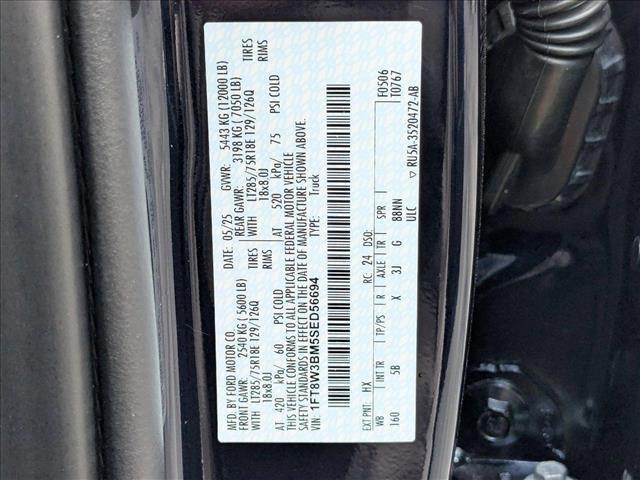 MFD. BY FORD MOTOR CO.
DATE: 05/25 GVWR: 5443 KG (12000 LB)
FRONT GAWR: 2540 KG (5600 LB) REAR GAWR: 3198 KG (7050 LB)
WITH LT285/75R18E 129/126Q TIRES WITH LT285/75R18E 129/126Q TIRES
18x8.0J RIMS 18x8.0J RIMS
AT 420 kPa/ 60 PSI COLD AT 520 kPa/ 75 PSI COLD
THIS VEHICLE CONFORMS TO ALL APPLICABLE FEDERAL MOTOR VEHICLE
SAFETY STANDARDS IN EFFECT ON THE DATE OF MANUFACTURE SHOWN ABOVE.
VIN: 1FT8W3BM5SED56694 Truck
F0506
T0767
EXT PNT: HX RC: 24 DSO:
WB INT TR TP/PS R AXLE TR SPR
160 5B X 3J G 88NN
ULC ▽ RU5A-3520472-AB